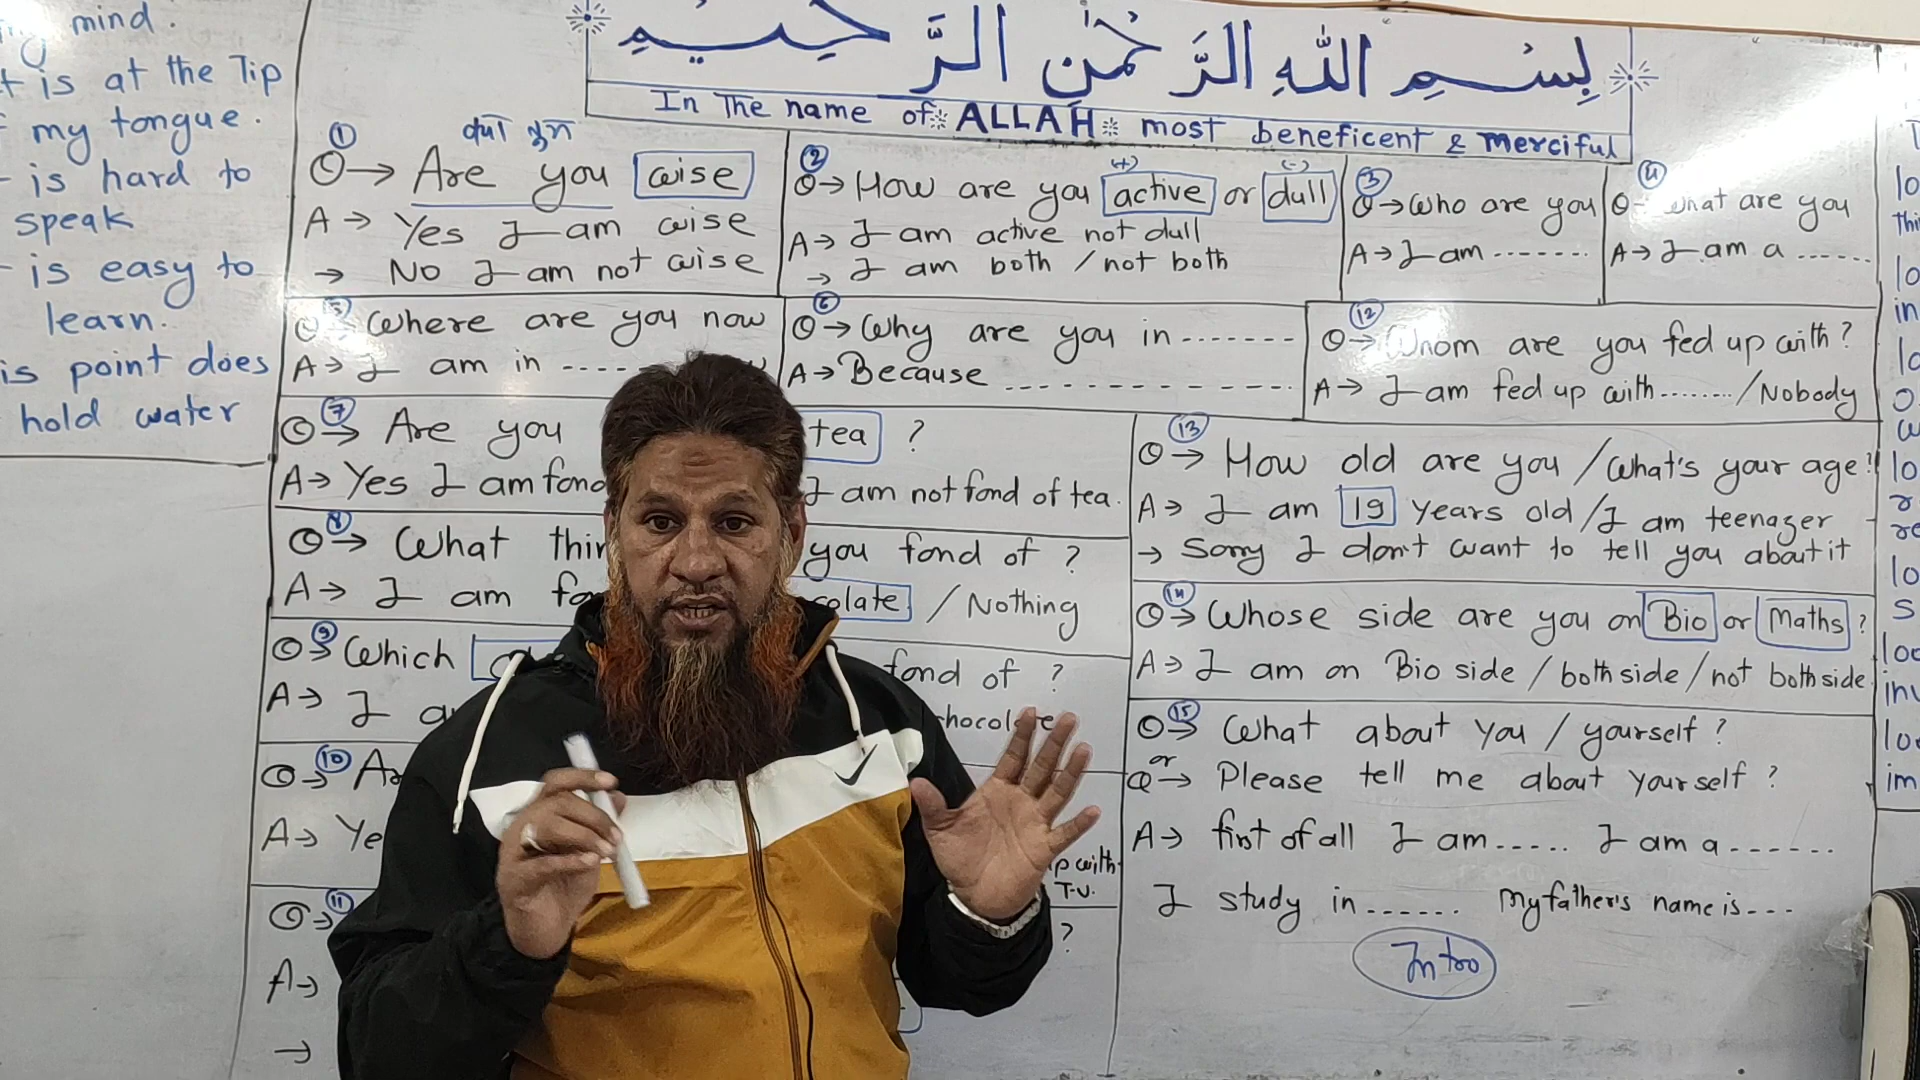 mind.
is at the Tip
my tongue.
is hard to
speak
is easy to
learn.
is point does
hold water
بِسْمِ اللّٰهِ الرَّحْمٰنِ الرَّحِيْمِ
In The name of ALLAH most beneficent & Merciful
①
Q → Are you wise
A → Yes I am wise
→ No I am not wise
②
(+) (-)
Q → How are you active or dull
A → I am active not dull
→ I am both / not both
③
Q → Who are you
A → I am .......
④
Q → What are you
A → I am a ......
⑤
Q → Where are you now
A → I am in ----
⑥
Q → Why are you in .......
A → Because ............
⑫
Q → Whom are you fed up with?
A → I am fed up with ....... / Nobody
⑦
Q → Are you tea ?
A → Yes I am fond I am not fond of tea.
⑧
Q → What you fond of ?
A → I am / Nothing
⑨
Q → Which fond of ?
A → I
⑩
Q →
A →
up with
T.V.
⑪
Q → ?
A →
→
⑬
Q → How old are you / What's your age?
A → I am 19 years old / I am teenager
→ Sorry I don't want to tell you about it
⑭
Q → Whose side are you on Bio or Maths ?
A → I am on Bio side / both side / not both side
⑮
Q → What about you / yourself ?
or
Q → Please tell me about yourself ?
A → first of all I am ..... I am a .......
I study in ...... My father's name is ---
Intro